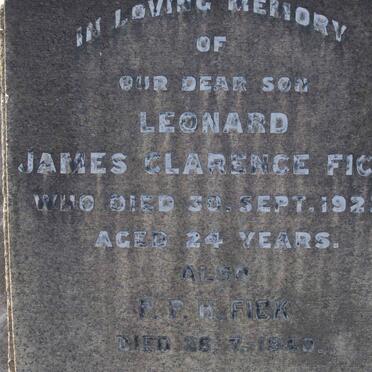 IN LOVING MEMORY
OF
OUR DEAR SON
LEONARD
JAMES CLARENCE FIC
WHO DIED 30. SEPT. 192
AGED 24 YEARS.
ALSO
FICK
DIED 26. 7. 1940.